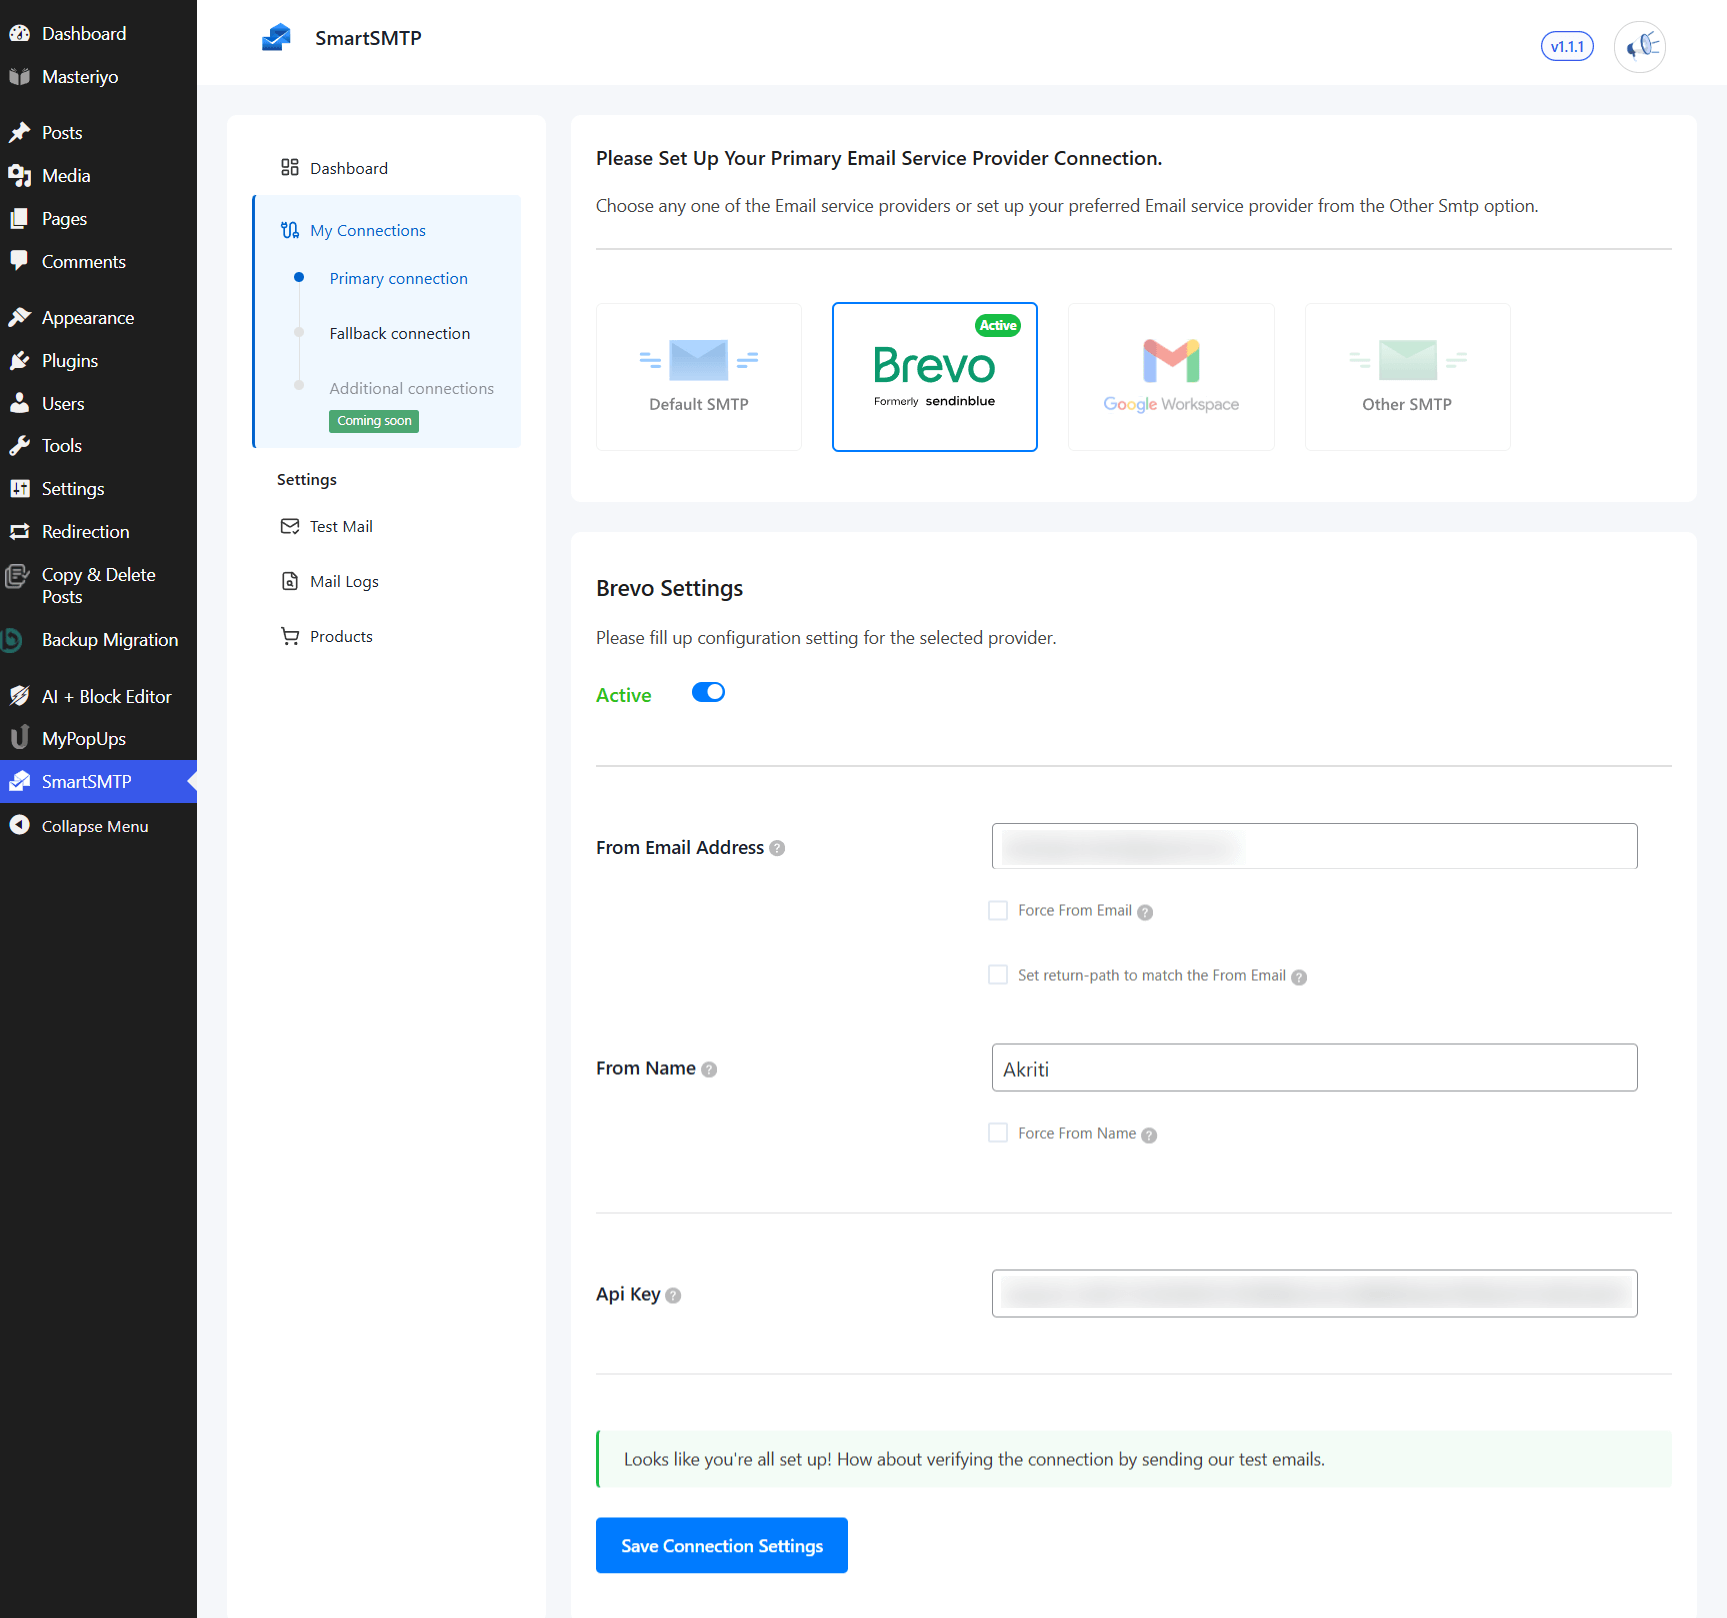 Dashboard
Masteriyo
Posts
Media
Pages
Comments
Appearance
Plugins
Users
Tools
Settings
Redirection
Copy & Delete
Posts
Backup Migration
AI + Block Editor
MyPopUps
SmartSMTP
Collapse Menu
SmartSMTP
v1.1.1
Dashboard
My Connections
Primary connection
Fallback connection
Additional connections
Coming soon
Settings
Test Mail
Mail Logs
Products
Please Set Up Your Primary Email Service Provider Connection.
Choose any one of the Email service providers or set up your preferred Email service provider from the Other Smtp option.
Default SMTP
Active
Brevo
Formerly sendinblue
Google Workspace
Other SMTP
Brevo Settings
Please fill up configuration setting for the selected provider.
Active
From Email Address ?
Force From Email ?
Set return-path to match the From Email ?
From Name ?
Akriti
Force From Name ?
Api Key ?
Looks like you're all set up! How about verifying the connection by sending our test emails.
Save Connection Settings